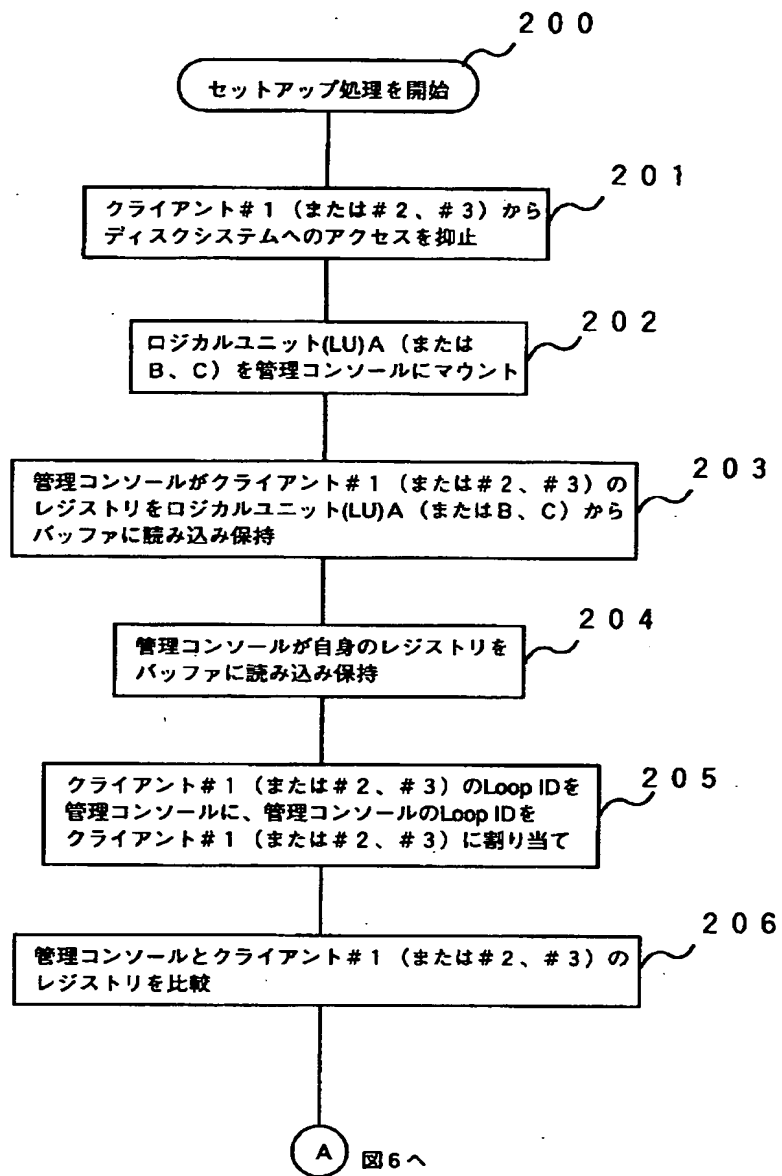 200
セットアップ処理を開始
201
クライアント#1（または#2、#3）から
ディスクシステムへのアクセスを抑止
202
ロジカルユニット(LU)A（または
B、C）を管理コンソールにマウント
203
管理コンソールがクライアント#1（または#2、#3）の
レジストリをロジカルユニット(LU)A（またはB、C）から
バッファに読み込み保持
204
管理コンソールが自身のレジストリを
バッファに読み込み保持
205
クライアント#1（または#2、#3）のLoop IDを
管理コンソールに、管理コンソールのLoop IDを
クライアント#1（または#2、#3）に割り当て
206
管理コンソールとクライアント#1（または#2、#3）の
レジストリを比較
A 図6へ